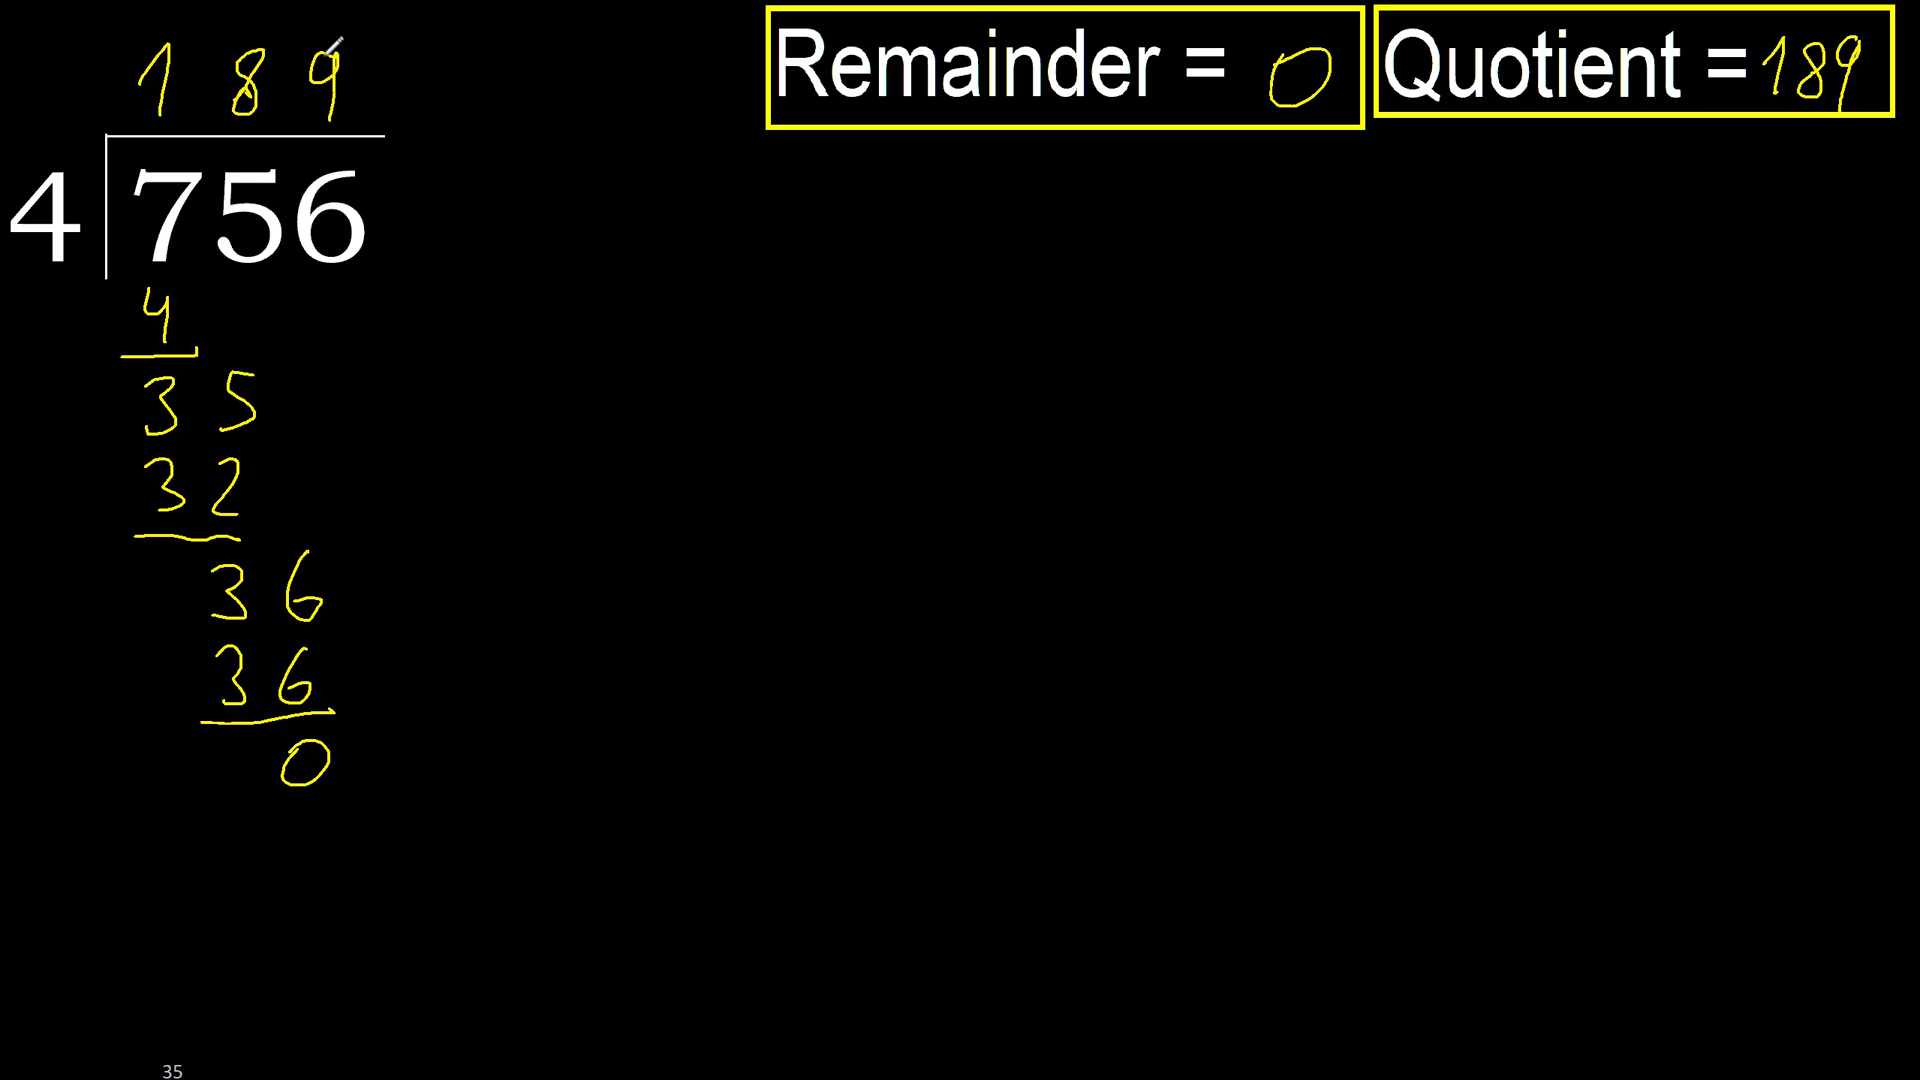 1 8 9
Remainder = 0
Quotient = 189
4 756
4
3 5
3 2
3 6
3 6
0
35